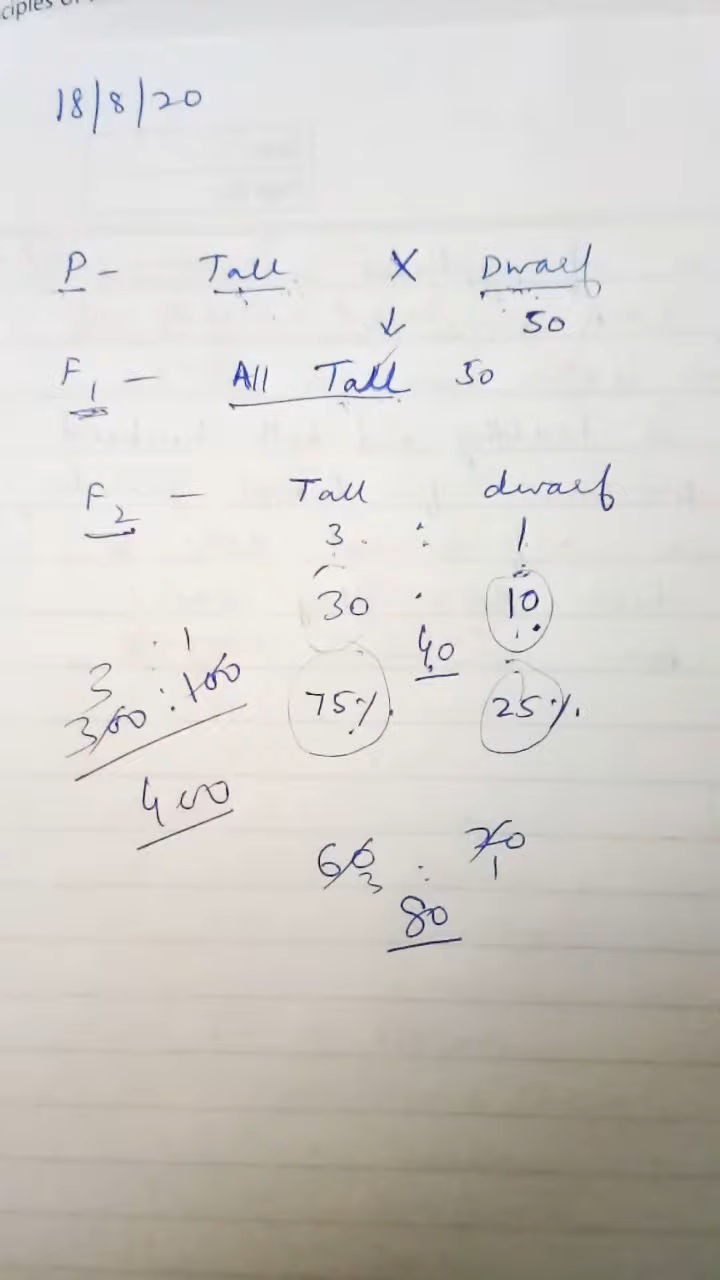 ciples
18/8/20
P - Tall X Dwarf
↓ 50
F1 - All Tall 50
F2 - Tall dwarf
3 : 1
30 : 10
40
75%. 25%.
3 : 1
300 : 100
400
60 : 20
3 1
80